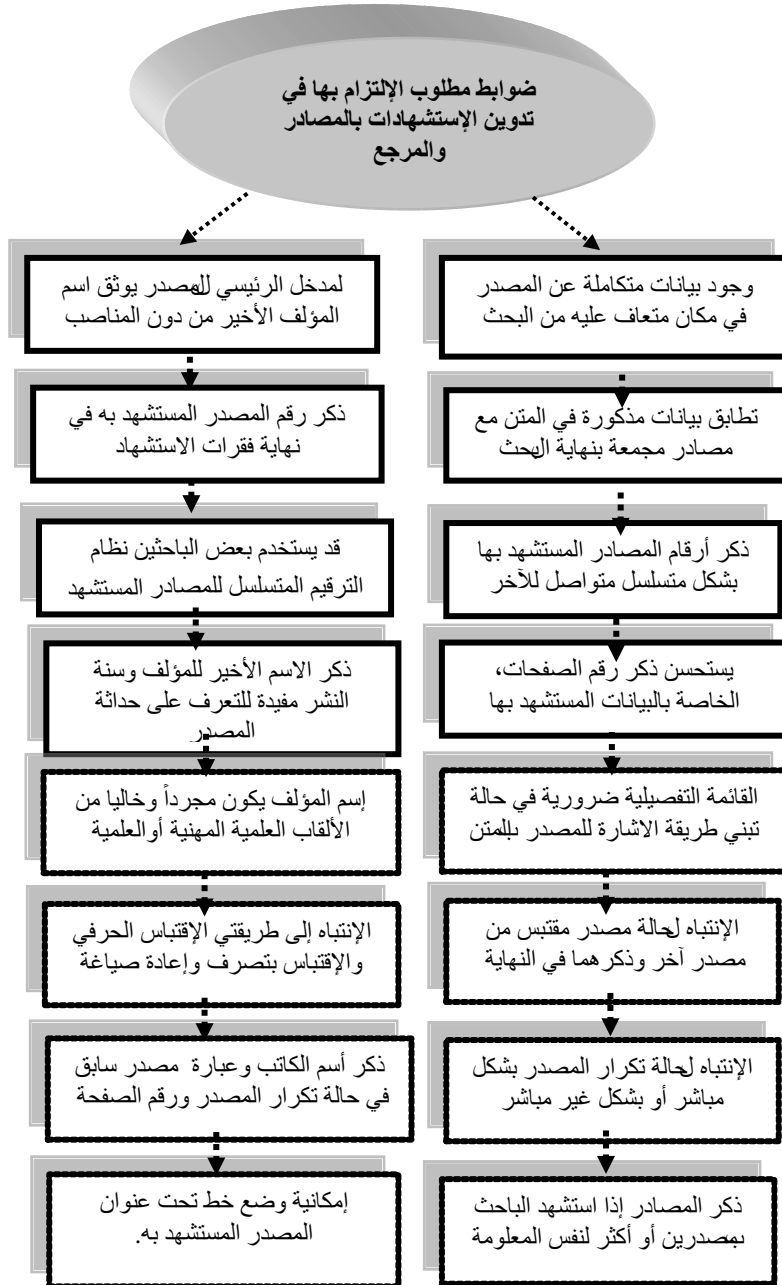 ضوابط مطلوب الإلتزام بها في
تدوين الإستشهادات بالمصادر
والمرجع
وجود بيانات متكاملة عن المصدر
في مكان متعاف عليه من البحث
تطابق بيانات مذكورة في المتن مع
مصادر مجمعة بنهاية البحث
ذكر أرقام المصادر المستشهد بها
بشكل متسلسل متواصل للآخر
يستحسن ذكر رقم الصفحات،
الخاصة بالبيانات المستشهد بها
القائمة التفصيلية ضرورية في حالة
تبني طريقة الاشارة للمصدر بالمتن
الإنتباه لحالة مصدر مقتبس من
مصدر آخر وذكرهما في النهاية
الإنتباه لحالة تكرار المصدر بشكل
مباشر أو بشكل غير مباشر
ذكر المصادر إذا استشهد الباحث
بمصدرين أو أكثر لنفس المعلومة
لمدخل الرئيسي للمصدر يوثق اسم
المؤلف الأخير من دون المناصب
ذكر رقم المصدر المستشهد به في
نهاية فقرات الاستشهاد
قد يستخدم بعض الباحثين نظام
الترقيم المتسلسل للمصادر المستشهد
ذكر الاسم الأخير للمؤلف وسنة
النشر مفيدة للتعرف على حداثة
المصدر
إسم المؤلف يكون مجرداً وخاليا من
الألقاب العلمية المهنية أوالعلمية
الإنتباه إلى طريقتي الإقتباس الحرفي
والإقتباس بتصرف وإعادة صياغة
ذكر أسم الكاتب وعبارة مصدر سابق
في حالة تكرار المصدر ورقم الصفحة
إمكانية وضع خط تحت عنوان
المصدر المستشهد به.